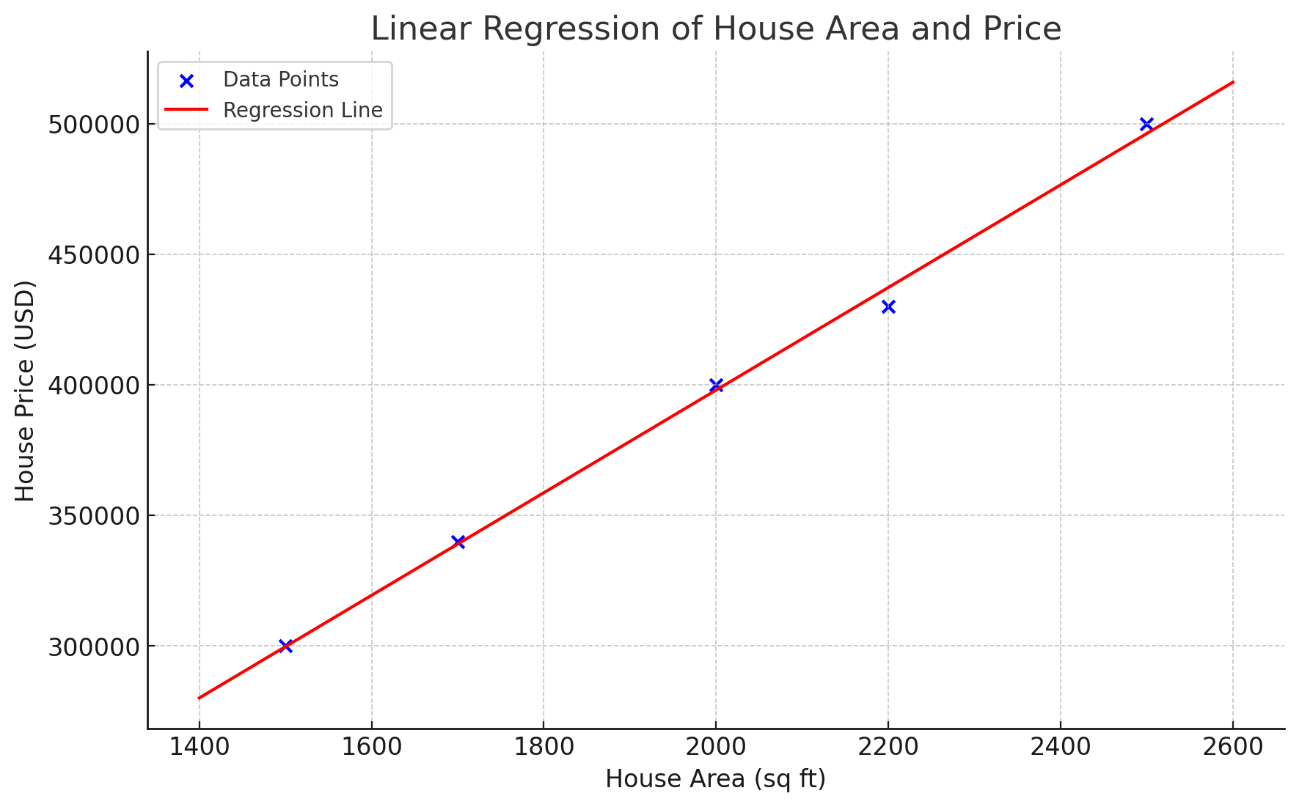 Linear Regression of House Area and Price
Data Points
Regression Line
House Price (USD)
500000
450000
400000
350000
300000
1400 1600 1800 2000 2200 2400 2600
House Area (sq ft)